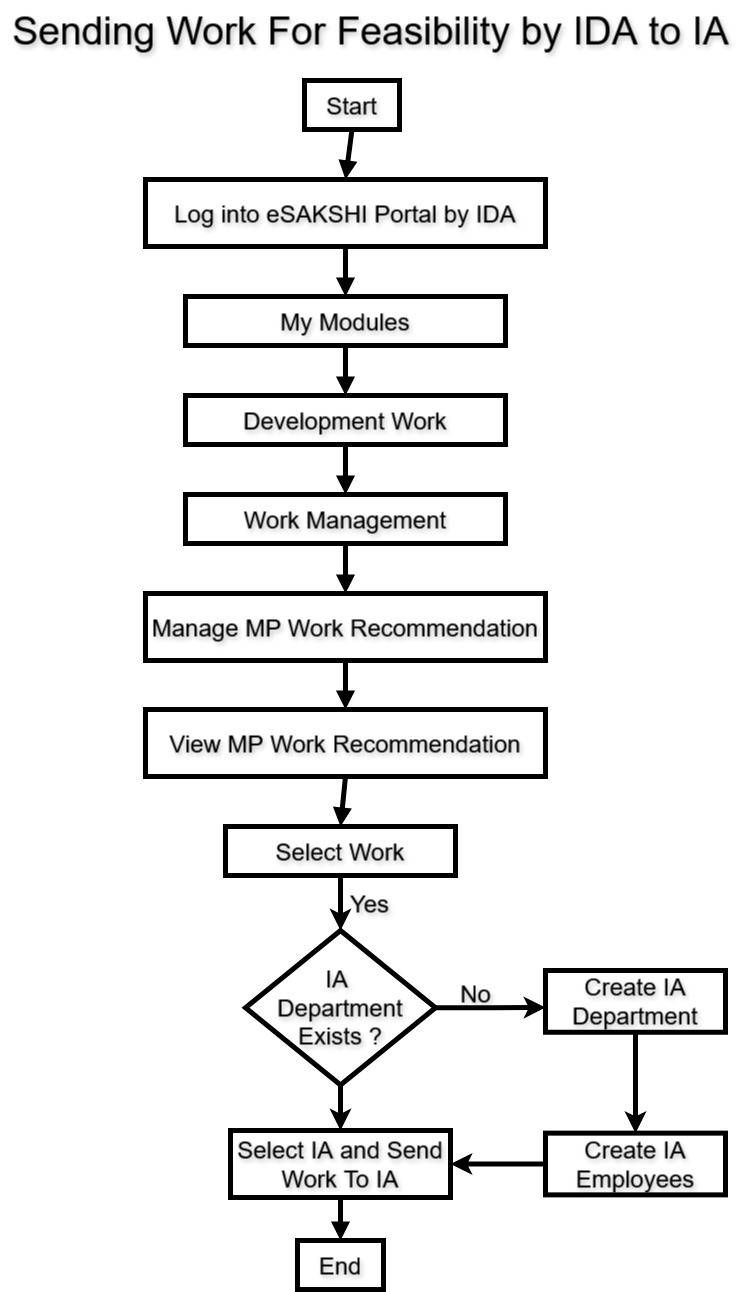 Sending Work For Feasibility by IDA to IA
Start
Log into eSAKSHI Portal by IDA
My Modules
Development Work
Work Management
Manage MP Work Recommendation
View MP Work Recommendation
Select Work
Yes
IA
Department
Exists ?
No
Create IA
Department
Create IA
Employees
Select IA and Send
Work To IA
End